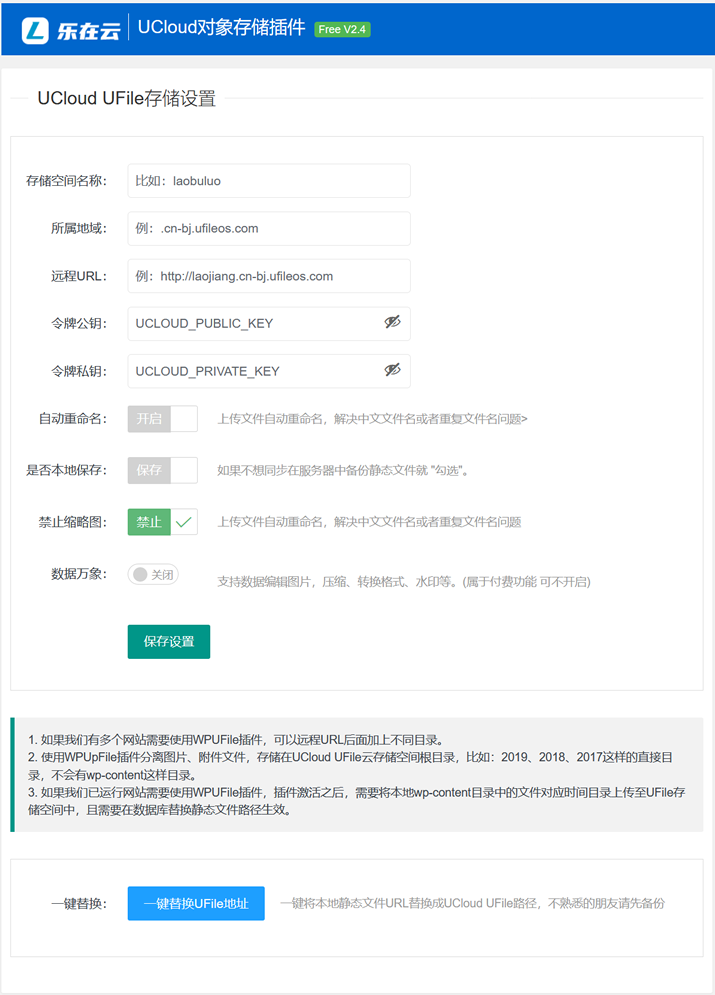 乐在云 UCloud对象存储插件 Free V2.4
UCloud UFile存储设置
存储空间名称： 比如：laobuluo
所属地域： 例：.cn-bj.ufileos.com
远程URL： 例：http://laojiang.cn-bj.ufileos.com
令牌公钥： UCLOUD_PUBLIC_KEY
令牌私钥： UCLOUD_PRIVATE_KEY
自动重命名： 开启 上传文件自动重命名，解决中文文件名或者重复文件名问题>
是否本地保存： 保存 如果不想同步在服务器中备份静态文件就 "勾选"。
禁止缩略图： 禁止 上传文件自动重命名，解决中文文件名或者重复文件名问题
数据万象： 关闭 支持数据编辑图片，压缩、转换格式、水印等。(属于付费功能 可不开启)
保存设置
1. 如果我们有多个网站需要使用WPUFile插件，可以远程URL后面加上不同目录。
2. 使用WPUpFile插件分离图片、附件文件，存储在UCloud UFile云存储空间根目录，比如：2019、2018、2017这样的直接目
录，不会有wp-content这样目录。
3. 如果我们已运行网站需要使用WPUFile插件，插件激活之后，需要将本地wp-content目录中的文件对应时间目录上传至UFile存
储空间中，且需要在数据库替换静态文件路径生效。
一键替换： 一键替换UFile地址 一键将本地静态文件URL替换成UCloud UFile路径，不熟悉的朋友请先备份